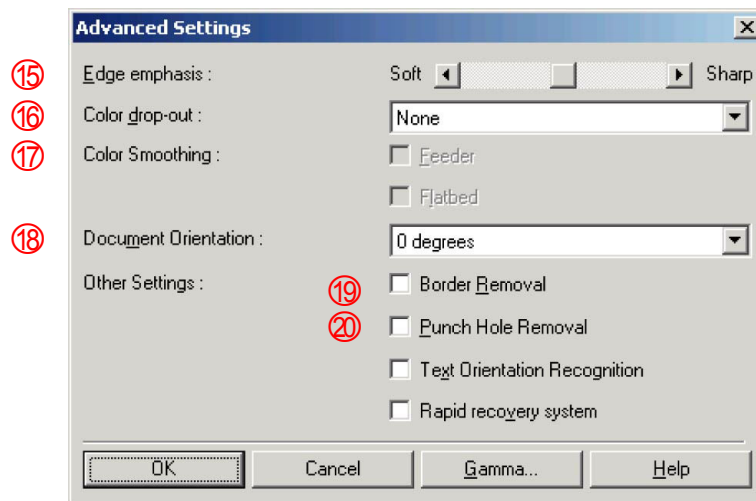 Advanced Settings
⑮ Edge emphasis : Soft Sharp
⑯ Color drop-out : None
⑰ Color Smoothing : Feeder
Flatbed
⑱ Document Orientation : 0 degrees
Other Settings : ⑲ Border Removal
⑳ Punch Hole Removal
Text Orientation Recognition
Rapid recovery system
OK Cancel Gamma... Help